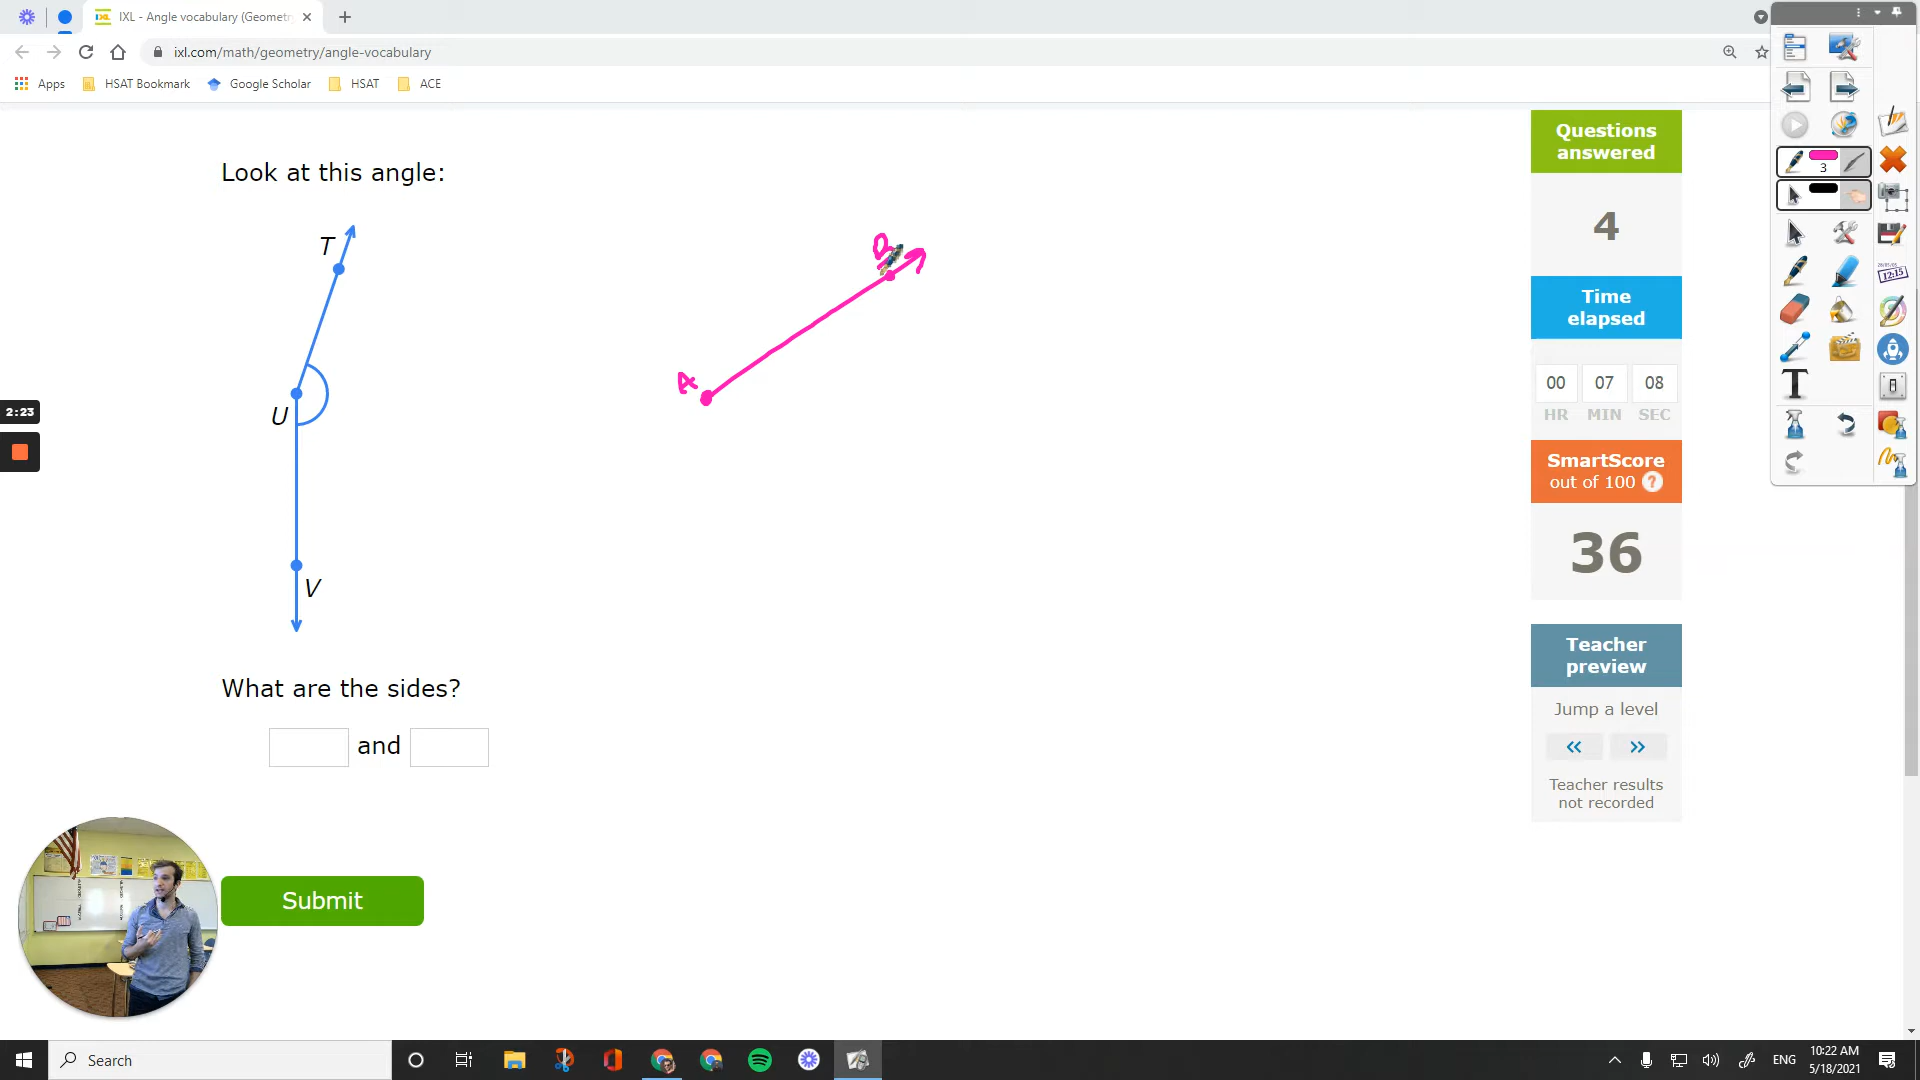 IXL - Angle vocabulary (Geometr
ixl.com/math/geometry/angle-vocabulary
Apps
HSAT Bookmark
Google Scholar
HSAT
ACE
Look at this angle:
T
U
V
A
B
What are the sides?
and
Submit
2:23
Questions
answered
4
Time
elapsed
00 07 08
HR MIN SEC
SmartScore
out of 100 ?
36
Teacher
preview
Jump a level
Teacher results
not recorded
3
12:15
T
Search
ENG
10:22 AM
5/18/2021